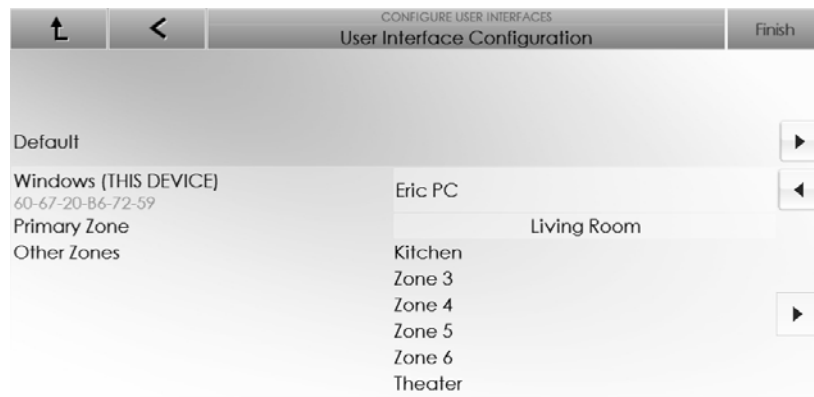 CONFIGURE USER INTERFACES
User Interface Configuration
Finish
Default
Windows (THIS DEVICE)
60-67-20-B6-72-59
Eric PC
Primary Zone
Living Room
Other Zones
Kitchen
Zone 3
Zone 4
Zone 5
Zone 6
Theater